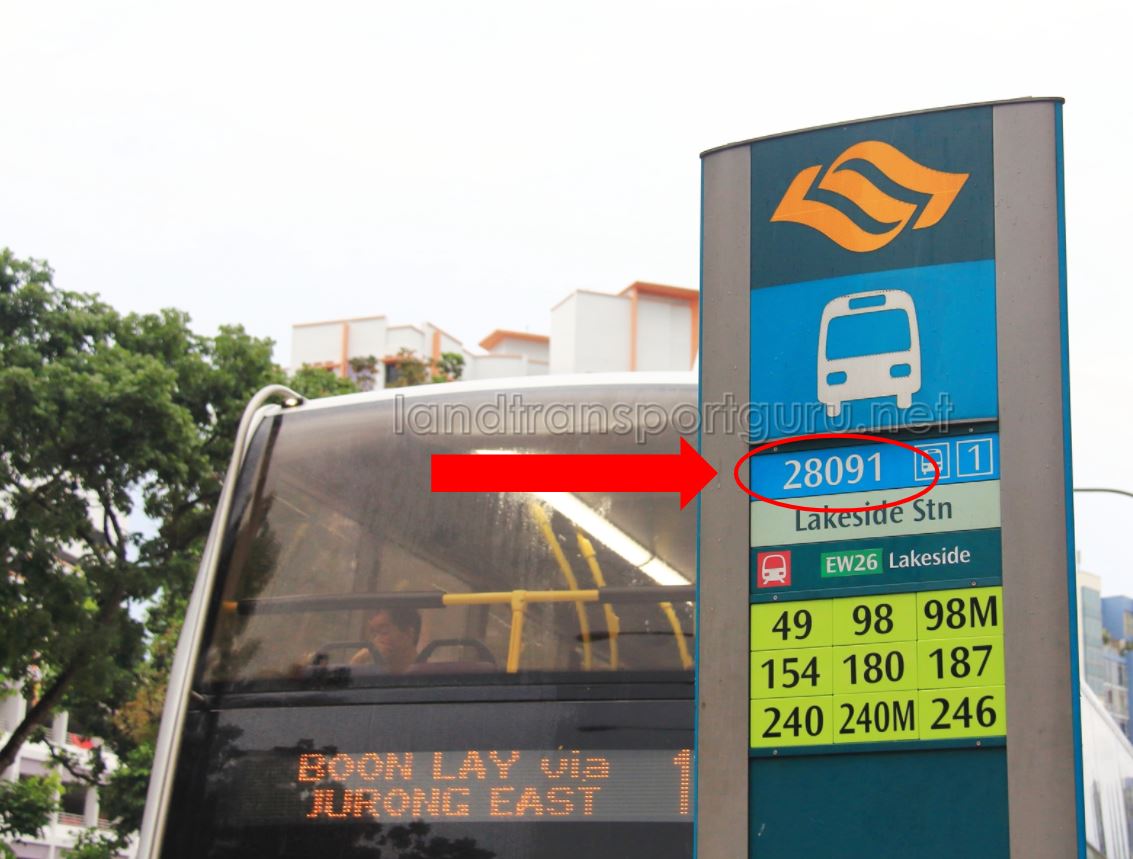 landtransportguru.net
28091 1
Lakeside Stn
EW26 Lakeside
49 98 98M
154 180 187
240 240M 246
BOON LAY via 1
JURONG EAST